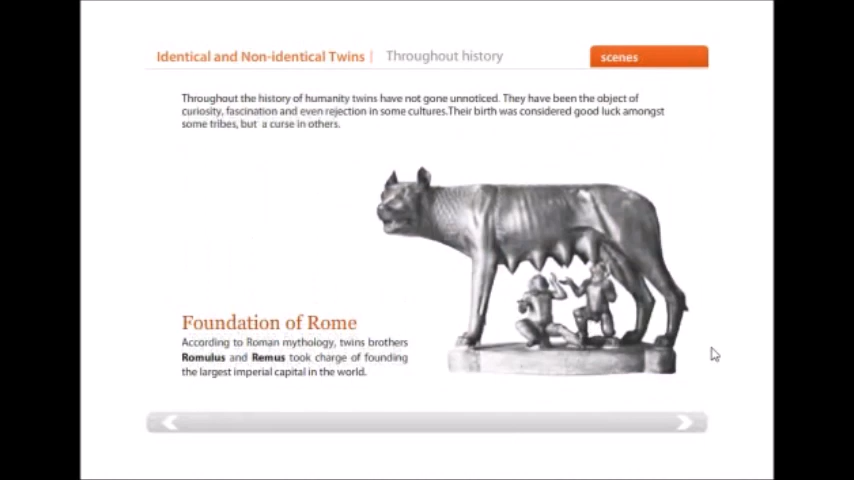 Identical and Non-identical Twins | Throughout history
scenes
Throughout the history of humanity twins have not gone unnoticed. They have been the object of
curiosity, fascination and even rejection in some cultures.Their birth was considered good luck amongst
some tribes, but a curse in others.
Foundation of Rome
According to Roman mythology, twins brothers
Romulus and Remus took charge of founding
the largest imperial capital in the world.